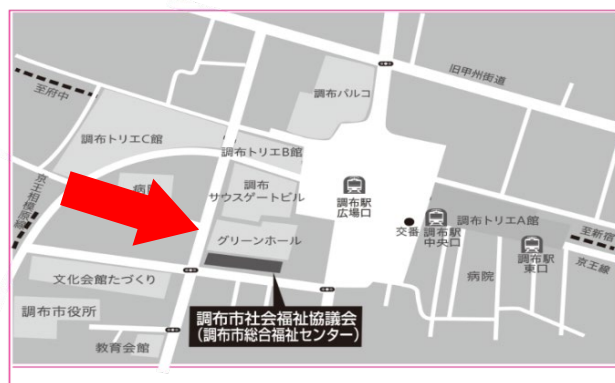 旧甲州街道
至府中
調布パルコ
調布トリエC館
調布トリエB館
京王相模原線
調布
サウスゲートビル
調布駅
広場口
グリーンホール
交番
調布駅
中央口
調布トリエA館
至新宿
調布駅
東口
京王線
病院
文化会館たづくり
調布市役所
教育会館
調布市社会福祉協議会
(調布市総合福祉センター)